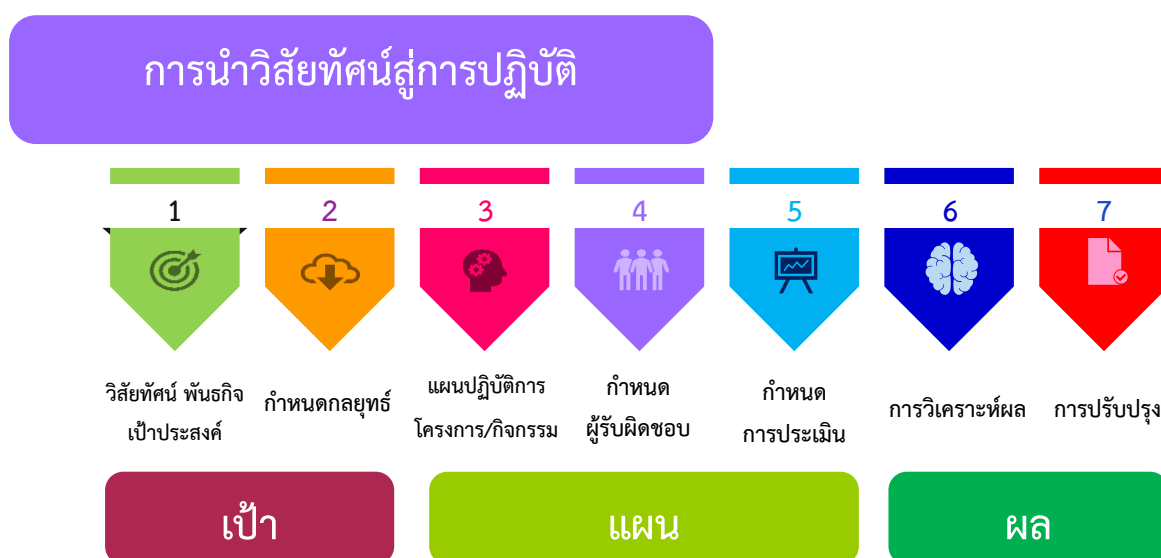 การนำวิสัยทัศน์สู่การปฏิบัติ
1
2
3
4
5
6
7
วิสัยทัศน์ พันธกิจ
เป้าประสงค์
กำหนดกลยุทธ์
แผนปฏิบัติการ
โครงการ/กิจกรรม
กำหนด
ผู้รับผิดชอบ
กำหนด
การประเมิน
การวิเคราะห์ผล
การปรับปรุง
เป้า
แผน
ผล